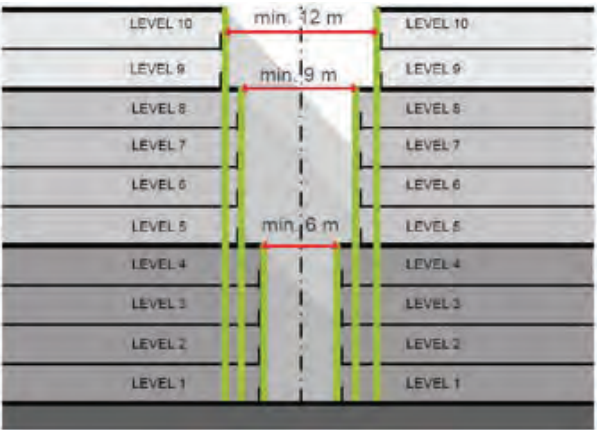 LEVEL 10 min. 12 m LEVEL 10
LEVEL 9 min. 9 m LEVEL 9
LEVEL 8 LEVEL 8
LEVEL 7 LEVEL 7
LEVEL 6 LEVEL 6
LEVEL 5 min. 6 m LEVEL 5
LEVEL 4 LEVEL 4
LEVEL 3 LEVEL 3
LEVEL 2 LEVEL 2
LEVEL 1 LEVEL 1